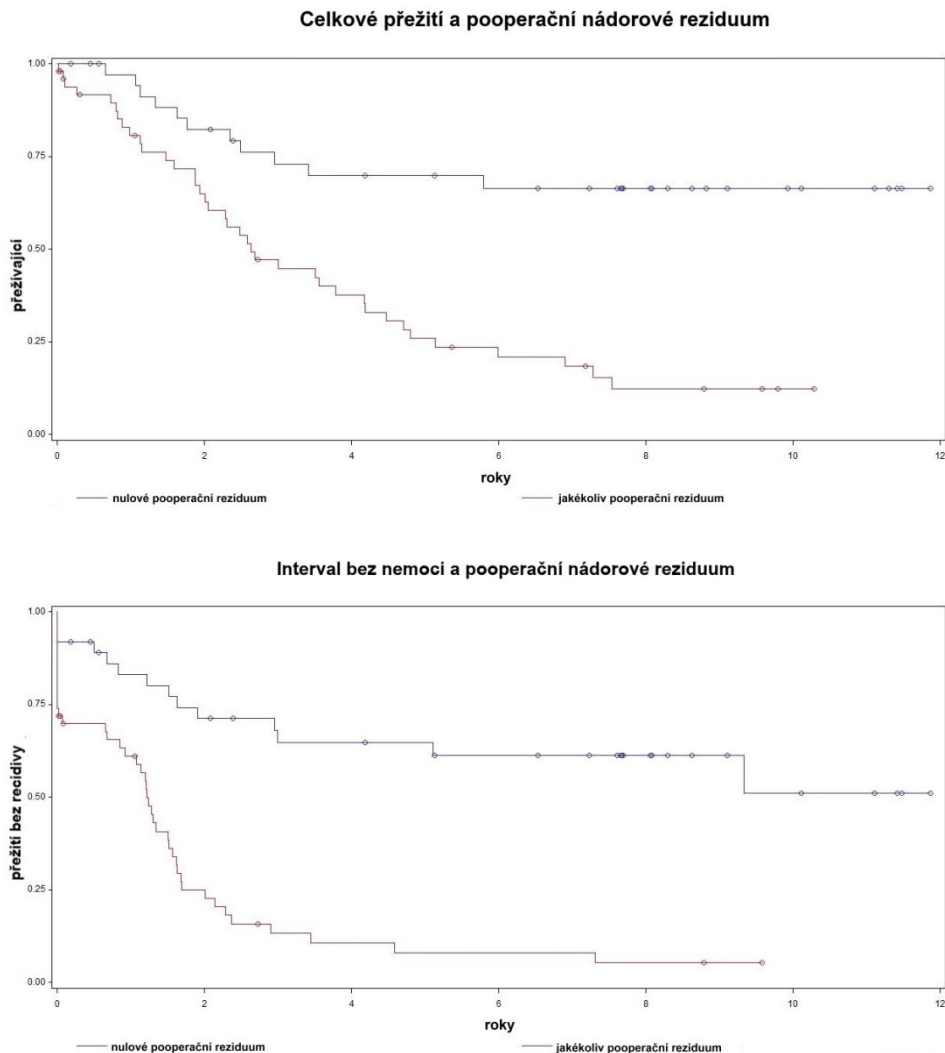 Celkové přežití a pooperační nádorové reziduum
1.00
0.75
0.50
0.25
0.00
přežívající
0 2 4 6 8 10 12
roky
nulové pooperační reziduum jakékoliv pooperační reziduum
Interval bez nemoci a pooperační nádorové reziduum
1.00
0.75
0.50
0.25
0.00
přežití bez recidivy
0 2 4 6 8 10 12
roky
nulové pooperační reziduum jakékoliv pooperační reziduum